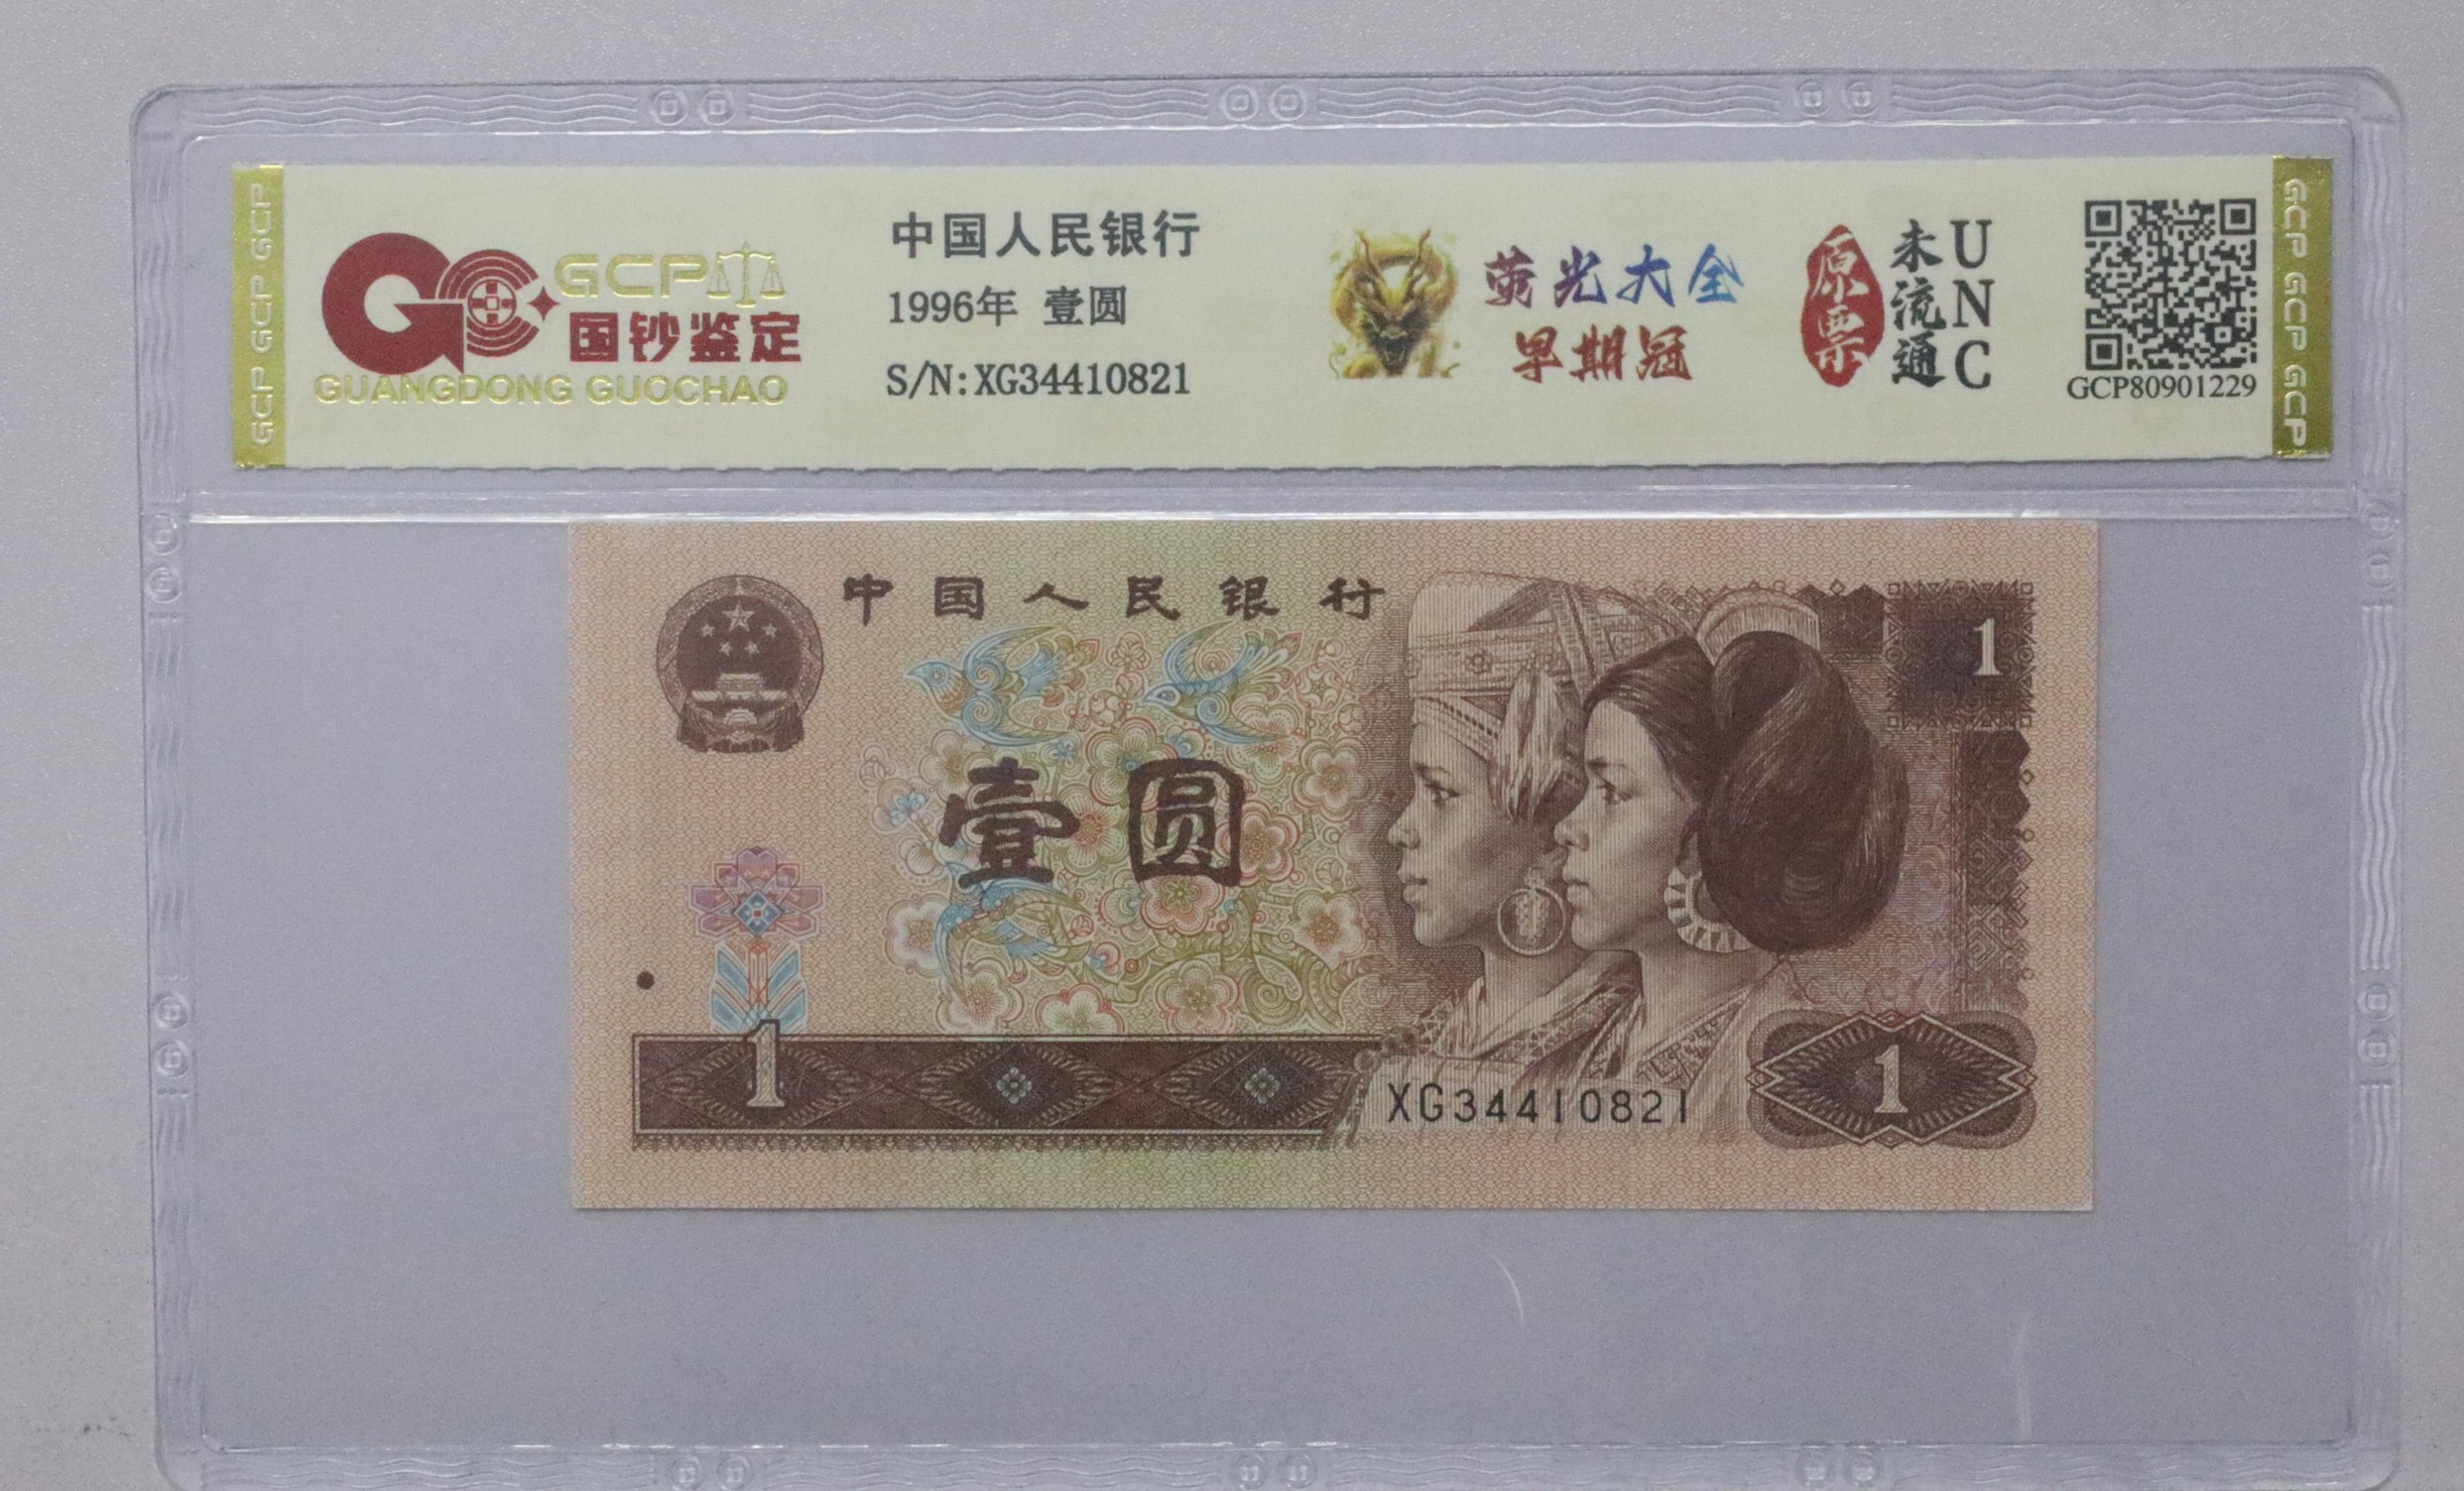 GCP GCP GCP
GCP
国钞鉴定
GUANGDONG GUOCHAO
中国人民银行
1996年 壹圆
S/N:XG34410821
荧光大全
早期冠
原票
未流通
UNC
GCP80901229
GCP GCP GCP
中国人民银行
1
壹圆
1
XG34410821
1